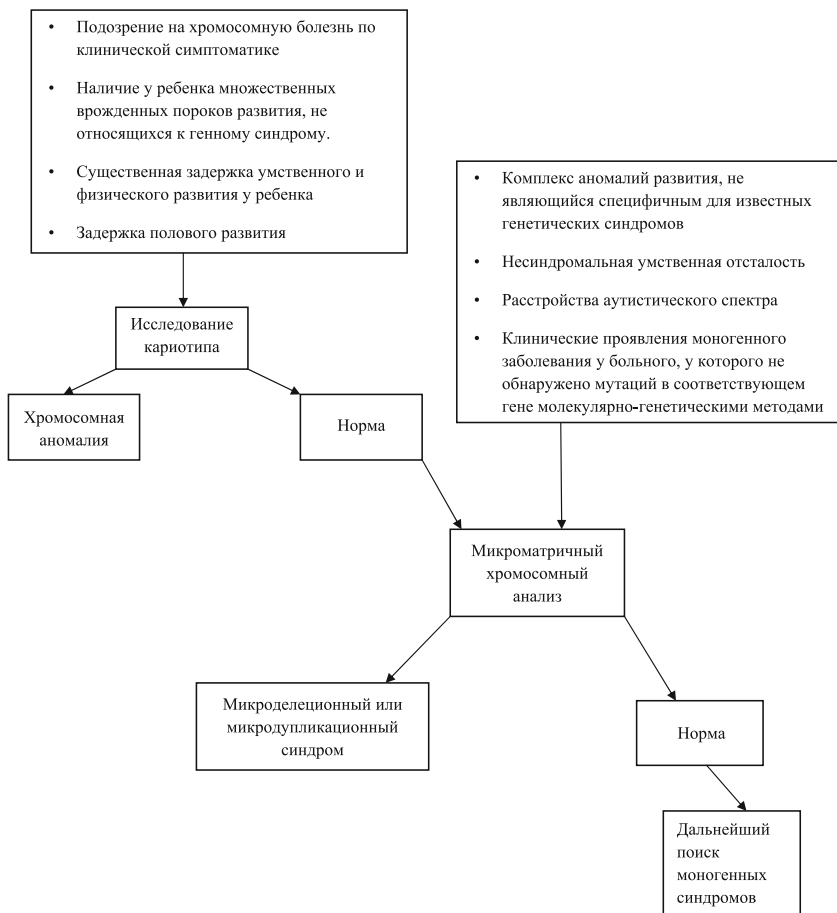 • Подозрение на хромосомную болезнь по
клинической симптоматике
• Наличие у ребенка множественных
врожденных пороков развития, не
относящихся к генному синдрому.
• Существенная задержка умственного и
физического развития у ребенка
• Задержка полового развития
• Комплекс аномалий развития, не
являющийся специфичным для известных
генетических синдромов
• Несиндромальная умственная отсталость
• Расстройства аутистического спектра
• Клинические проявления моногенного
заболевания у больного, у которого не
обнаружено мутаций в соответствующем
гене молекулярно-генетическими методами
Исследование
кариотипа
Хромосомная
аномалия
Норма
Микроматричный
хромосомный
анализ
Микроделеционный или
микродупликационный
синдром
Норма
Дальнейший
поиск
моногенных
синдромов